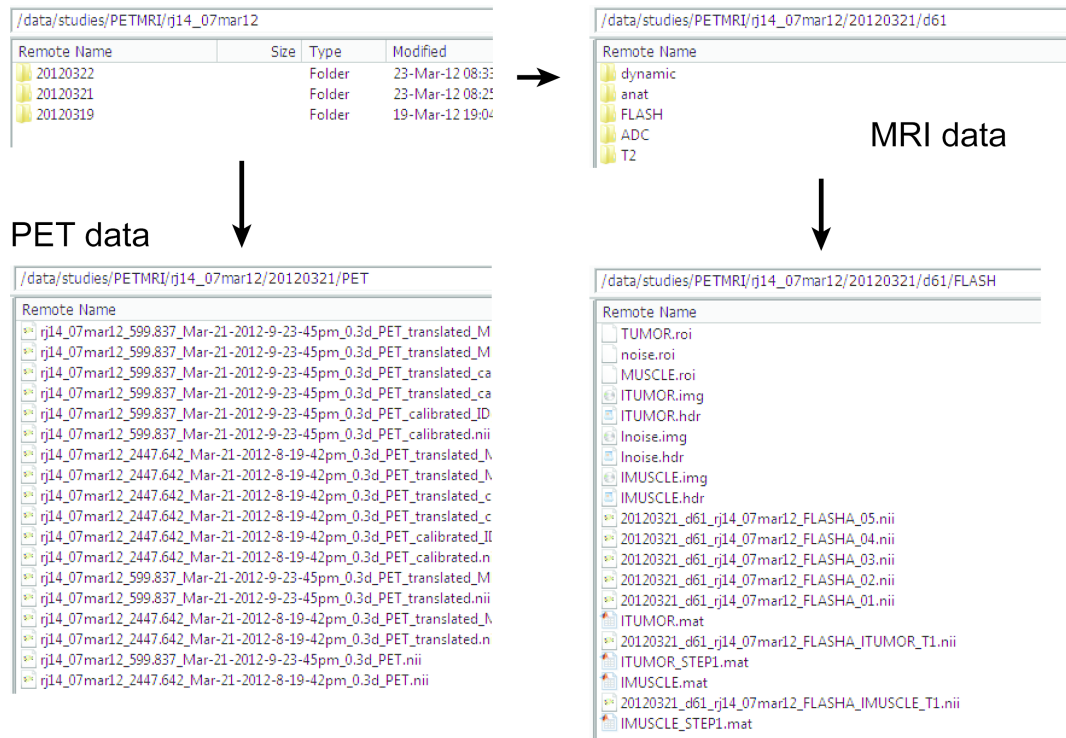 /data/studies/PETMRI/rj14_07mar12
Remote Name Size Type Modified
20120322 Folder 23-Mar-12 08:33
20120321 Folder 23-Mar-12 08:25
20120319 Folder 19-Mar-12 19:04
/data/studies/PETMRI/rj14_07mar12/20120321/d61
Remote Name
dynamic
anat
FLASH
ADC
T2
MRI data
PET data
/data/studies/PETMRI/rj14_07mar12/20120321/PET
Remote Name
rj14_07mar12_599.837_Mar-21-2012-9-23-45pm_0.3d_PET_translated_M
rj14_07mar12_599.837_Mar-21-2012-9-23-45pm_0.3d_PET_translated_M
rj14_07mar12_599.837_Mar-21-2012-9-23-45pm_0.3d_PET_translated_ca
rj14_07mar12_599.837_Mar-21-2012-9-23-45pm_0.3d_PET_translated_ca
rj14_07mar12_599.837_Mar-21-2012-9-23-45pm_0.3d_PET_calibrated_ID
rj14_07mar12_599.837_Mar-21-2012-9-23-45pm_0.3d_PET_calibrated.nii
rj14_07mar12_2447.642_Mar-21-2012-8-19-42pm_0.3d_PET_translated_M
rj14_07mar12_2447.642_Mar-21-2012-8-19-42pm_0.3d_PET_translated_M
rj14_07mar12_2447.642_Mar-21-2012-8-19-42pm_0.3d_PET_translated_c
rj14_07mar12_2447.642_Mar-21-2012-8-19-42pm_0.3d_PET_translated_c
rj14_07mar12_2447.642_Mar-21-2012-8-19-42pm_0.3d_PET_calibrated_ID
rj14_07mar12_2447.642_Mar-21-2012-8-19-42pm_0.3d_PET_calibrated.n
rj14_07mar12_599.837_Mar-21-2012-9-23-45pm_0.3d_PET_translated_M
rj14_07mar12_599.837_Mar-21-2012-9-23-45pm_0.3d_PET_translated.nii
rj14_07mar12_2447.642_Mar-21-2012-8-19-42pm_0.3d_PET_translated_M
rj14_07mar12_2447.642_Mar-21-2012-8-19-42pm_0.3d_PET_translated.n
rj14_07mar12_599.837_Mar-21-2012-9-23-45pm_0.3d_PET.nii
rj14_07mar12_2447.642_Mar-21-2012-8-19-42pm_0.3d_PET.nii
/data/studies/PETMRI/rj14_07mar12/20120321/d61/FLASH
Remote Name
TUMOR.roi
noise.roi
MUSCLE.roi
ITUMOR.img
ITUMOR.hdr
Inoise.img
Inoise.hdr
IMUSCLE.img
IMUSCLE.hdr
20120321_d61_rj14_07mar12_FLASHA_05.nii
20120321_d61_rj14_07mar12_FLASHA_04.nii
20120321_d61_rj14_07mar12_FLASHA_03.nii
20120321_d61_rj14_07mar12_FLASHA_02.nii
20120321_d61_rj14_07mar12_FLASHA_01.nii
ITUMOR.mat
20120321_d61_rj14_07mar12_FLASHA_ITUMOR_T1.nii
ITUMOR_STEP1.mat
IMUSCLE.mat
20120321_d61_rj14_07mar12_FLASHA_IMUSCLE_T1.nii
IMUSCLE_STEP1.mat